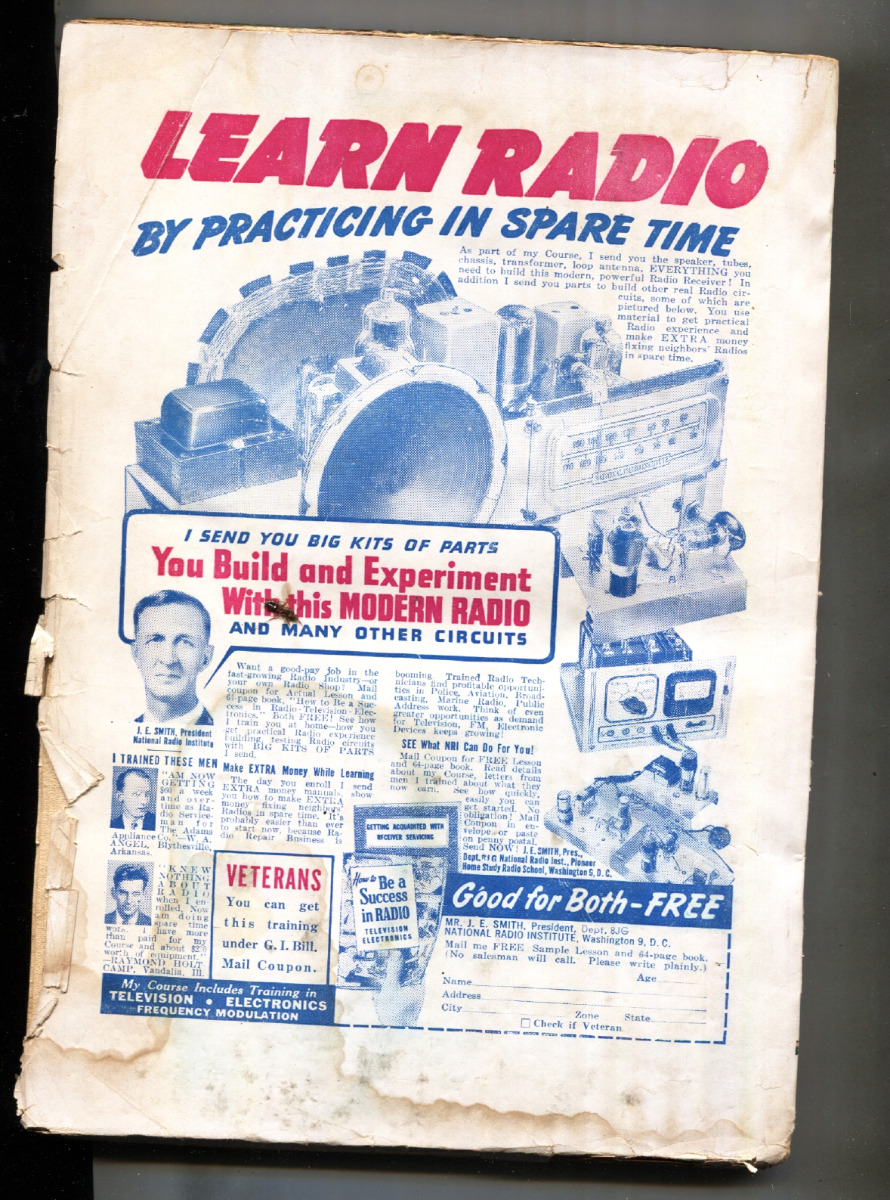 LEARN RADIO
BY PRACTICING IN SPARE TIME
As part of my Course, I send you the speaker, tubes,
chassis, transformer, loop antenna, EVERYTHING you
need to build this modern, powerful Radio Receiver! In
addition I send you parts to build other real Radio cir-
cuits, some of which are
pictured below. You use
material to get practical
Radio experience and
make EXTRA money
fixing neighbors' Radios
in spare time.
NATIONAL RADIO INSTITUTE
I SEND YOU BIG KITS OF PARTS
You Build and Experiment
With this MODERN RADIO
AND MANY OTHER CIRCUITS
J. E. SMITH, President
National Radio Institute
Want a good-pay job in the
fast-growing Radio Industry—or
your own Radio Shop? Mail
coupon for Actual Lesson and
64-page book, "How to Be a Suc-
cess in Radio-Television-Elec-
tronics." Both FREE! See how
I train you at home—how you
get practical Radio experience
building, testing Radio circuits
with BIG KITS OF PARTS
I send.
Make EXTRA Money While Learning
The day you enroll I send
EXTRA money manuals, show
you how to make EXTRA
money fixing neighbors'
Radios in spare time. It's
probably easier than ever
to start now, because Ra-
dio Repair Business is
booming. Trained Radio Tech-
nicians find profitable opportuni-
ties in Police, Aviation, Broad-
casting, Marine Radio, Public
Address work. Think of even
greater opportunities as demand
for Television, FM, Electronic
Devices keeps growing!
SEE What NRI Can Do For You!
Mail Coupon for FREE Lesson
and 64-page book. Read details
about my Course, letters from
men I trained about what they
now earn. See how quickly,
easily you can
get started. No
obligation! Mail
Coupon in en-
velope or paste
on penny postal.
Send NOW! J. E. SMITH, Pres.,
Dept. National Radio Inst., Pioneer
Home Study Radio School, Washington 9, D. C.
I TRAINED THESE MEN
"AM NOW
GETTING
$60 a week
and over-
time as Ra-
dio Service-
man for
The Adams
Appliance Co."—W. A.
ANGEL, Blytheville,
Arkansas.
"KNEW
NOTHING
ABOUT
RADIO
when I en-
rolled. Now
am doing
spare time
work. I have more
than paid for my
Course and about
worth of equipment."
—RAYMOND HOLT-
CAMP, Vandalia, Ill.
VETERANS
You can get
this training
under G. I. Bill.
Mail Coupon.
GETTING ACQUAINTED WITH
RECEIVER SERVICING
How to Be a
Success
in RADIO
TELEVISION
ELECTRONICS
My Course Includes Training in
TELEVISION • ELECTRONICS
FREQUENCY MODULATION
Good for Both - FREE
MR. J. E. SMITH, President, Dept. 8JG
NATIONAL RADIO INSTITUTE, Washington 9, D. C.
Mail me FREE Sample Lesson and 64-page book.
(No salesman will call. Please write plainly.)
Age
Name
Address
City
Zone State
Check if Veteran